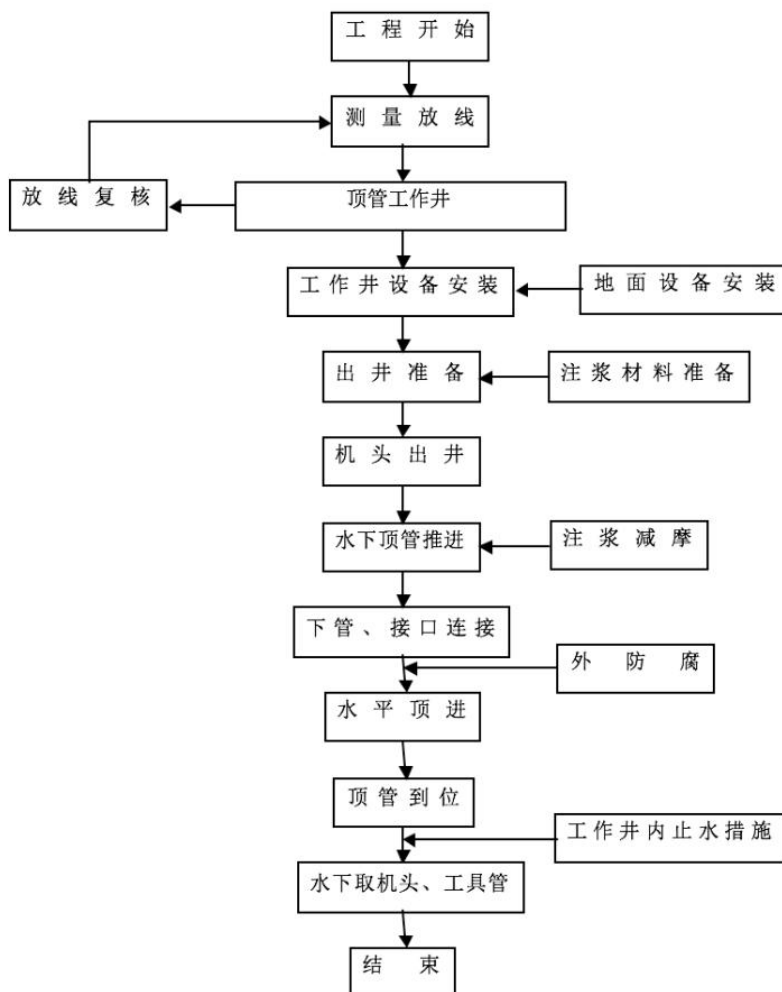 工程开始
测量放线
放线复核
顶管工作井
工作井设备安装
地面设备安装
出井准备
注浆材料准备
机头出井
水下顶管推进
注浆减摩
下管、接口连接
外防腐
水平顶进
顶管到位
工作井内止水措施
水下取机头、工具管
结束